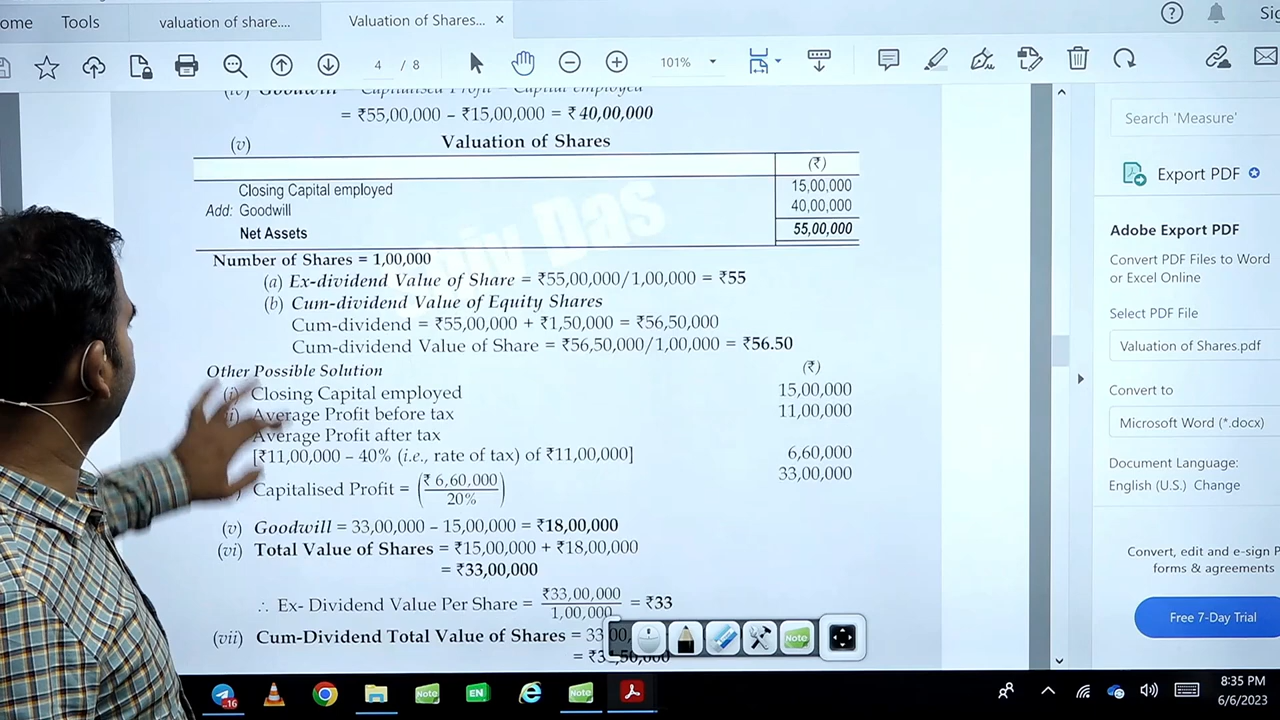 ome Tools valuation of share.... Valuation of Shares... ×
4 / 8 101%
= ₹55,00,000 – ₹15,00,000 = ₹ 40,00,000
(v) Valuation of Shares
(₹)
Closing Capital employed 15,00,000
Add: Goodwill 40,00,000
Net Assets 55,00,000
Number of Shares = 1,00,000
(a) Ex-dividend Value of Share = ₹55,00,000/1,00,000 = ₹55
(b) Cum-dividend Value of Equity Shares
Cum-dividend = ₹55,00,000 + ₹1,50,000 = ₹56,50,000
Cum-dividend Value of Share = ₹56,50,000/1,00,000 = ₹56.50
Other Possible Solution (₹)
(i) Closing Capital employed 15,00,000
Average Profit before tax 11,00,000
Average Profit after tax
[₹11,00,000 – 40% (i.e., rate of tax) of ₹11,00,000] 6,60,000
33,00,000
Capitalised Profit = (₹ 6,60,000
20%)
(v) Goodwill = 33,00,000 – 15,00,000 = ₹18,00,000
(vi) Total Value of Shares = ₹15,00,000 + ₹18,00,000
= ₹33,00,000
∴ Ex- Dividend Value Per Share = ₹33,00,000
1,00,000 = ₹33
(vii) Cum-Dividend Total Value of Shares =
Das
Search 'Measure'
Export PDF
Adobe Export PDF
Convert PDF Files to Word
or Excel Online
Select PDF File
Valuation of Shares.pdf
Convert to
Microsoft Word (*.docx)
Document Language:
English (U.S.) Change
Convert, edit and e-sign P
forms & agreements
Free 7-Day Trial
Note
16 Note EN Note
8:35 PM
6/6/2023